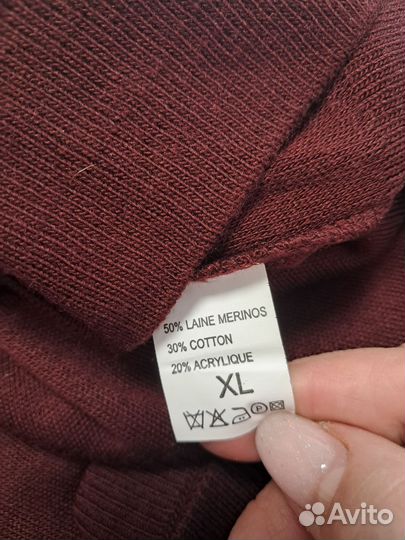 50% LAINE MERINOS
30% COTTON
20% ACRYLIQUE
XL
P
Avito